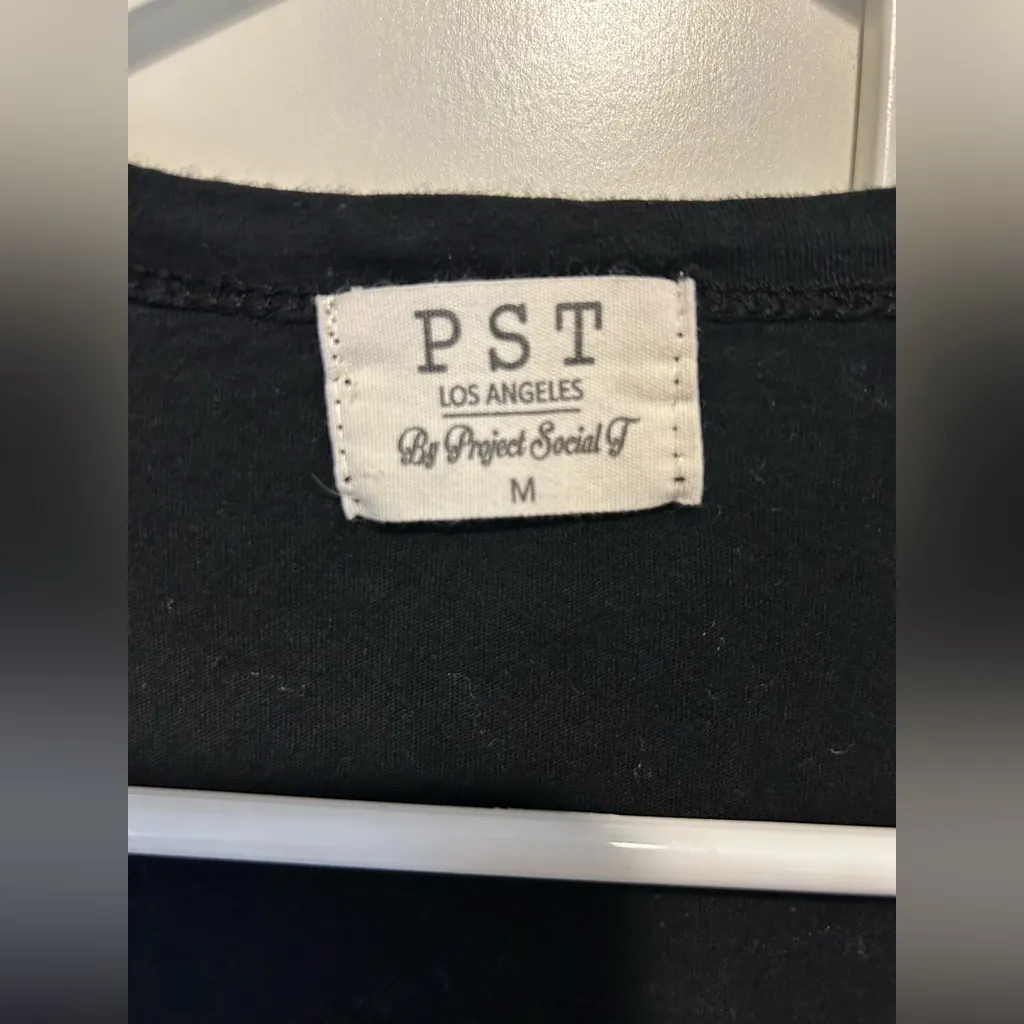 PST
LOS ANGELES
By Project Social T
M